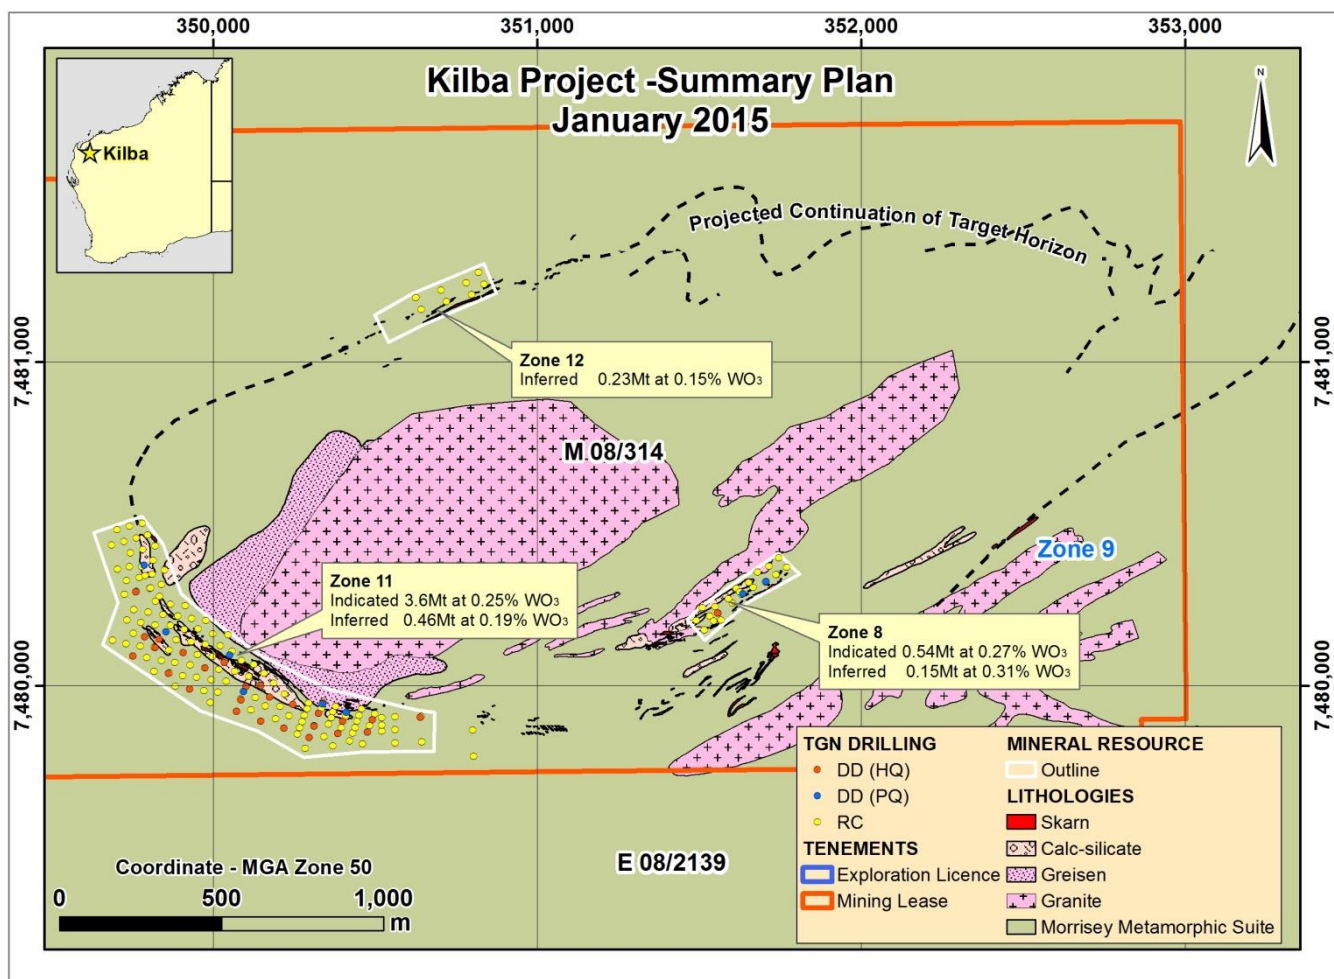 350,000
351,000
352,000
353,000
Kilba Project -Summary Plan
January 2015
N
Kilba
Projected Continuation of Target Horizon
7,481,000
7,481,000
Zone 12
Inferred 0.23Mt at 0.15% WO₃
M 08/314
Zone 9
Zone 11
Indicated 3.6Mt at 0.25% WO₃
Inferred 0.46Mt at 0.19% WO₃
Zone 8
Indicated 0.54Mt at 0.27% WO₃
Inferred 0.15Mt at 0.31% WO₃
7,480,000
7,480,000
TGN DRILLING
DD (HQ)
DD (PQ)
RC
TENEMENTS
Exploration Licence
Mining Lease
MINERAL RESOURCE
Outline
LITHOLOGIES
Skarn
Calc-silicate
Greisen
Granite
Morrisey Metamorphic Suite
E 08/2139
Coordinate - MGA Zone 50
0
500
1,000
m